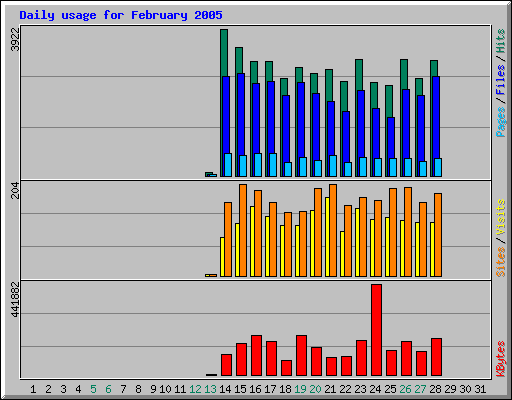 Daily usage for February 2005
3922
Pages / Files / Hits
204
Sites / Visits
441882
KBytes
1 2 3 4 5 6 7 8 9 10 11 12 13 14 15 16 17 18 19 20 21 22 23 24 25 26 27 28 29 30 31